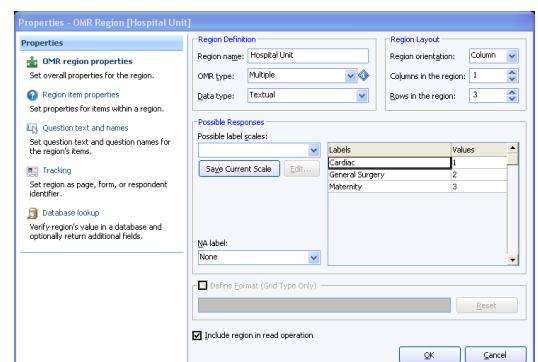 Properties - OMR Region [Hospital Unit]
Properties
OMR region properties
Set overall properties for the region.
Region item properties
Set properties for items within a region.
Question text and names
Set question text and question names for
the region's items.
Tracking
Set region as page, form, or respondent
identifier.
Database lookup
Verify region's value in a database and
optionally return additional fields.
Region Definition
Region name: Hospital Unit
OMR type: Multiple
Data type: Textual
Region Layout
Region orientation: Column
Columns in the region: 1
Rows in the region: 3
Possible Responses
Possible label scales:
Save Current Scale Edit...
Labels Values
Cardiac 1
General Surgery 2
Maternity 3
NA label:
None
Define Format (Grid Type Only)
Reset
Include region in read operation
OK Cancel